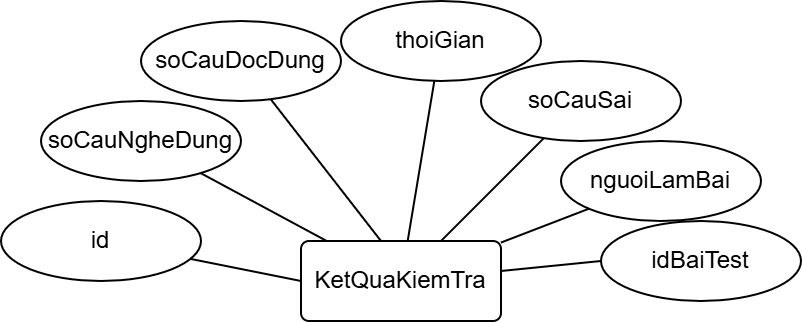 thoiGian
soCauDocDung
soCauSai
soCauNgheDung
nguoiLamBai
id
idBaiTest
KetQuaKiemTra